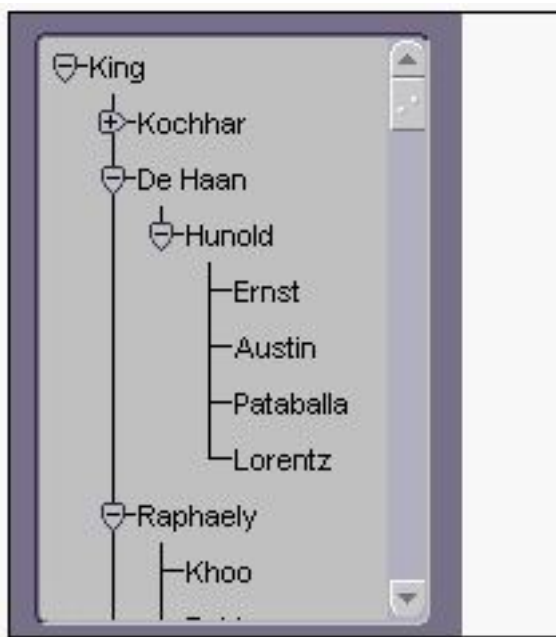 King
Kochhar
De Haan
Hunold
Ernst
Austin
Pataballa
Lorentz
Raphaely
Khoo